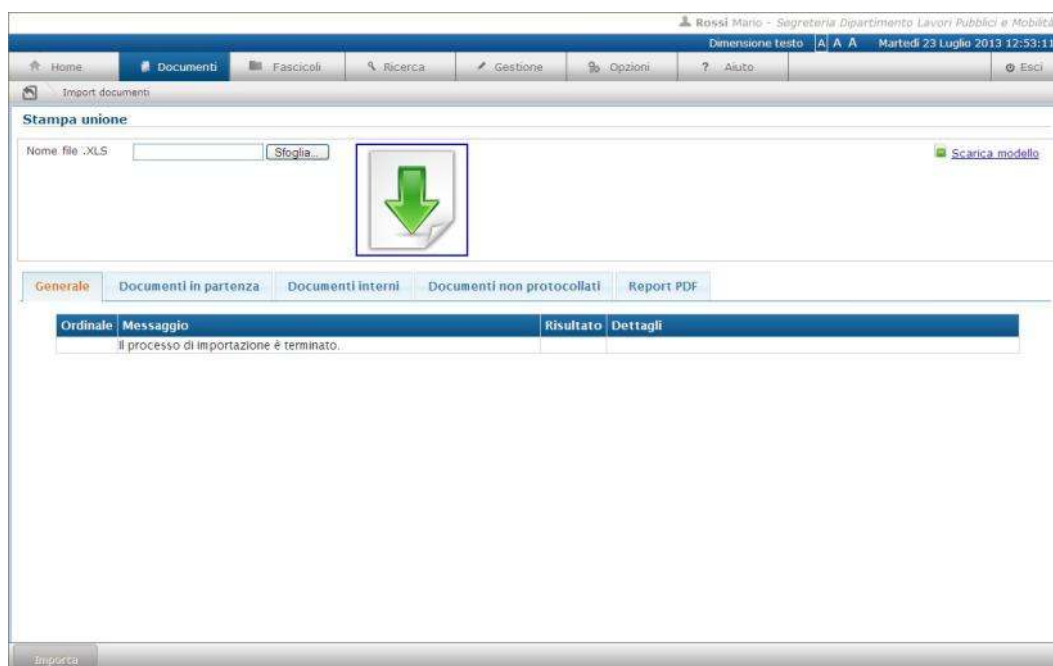 Rossi Mario - Segreteria Dipartimento Lavori Pubblici e Mobilità
Dimensione testo A A A Martedì 23 Luglio 2013 12:53:11
Home Documenti Fascicoli Ricerca Gestione Opzioni ? Aiuto Esci
Import documenti
Stampa unione
Nome file .XLS Sfoglia... Scarica modello
Generale Documenti in partenza Documenti interni Documenti non protocollati Report PDF
Ordinale Messaggio Risultato Dettagli
Il processo di importazione è terminato.
Importa